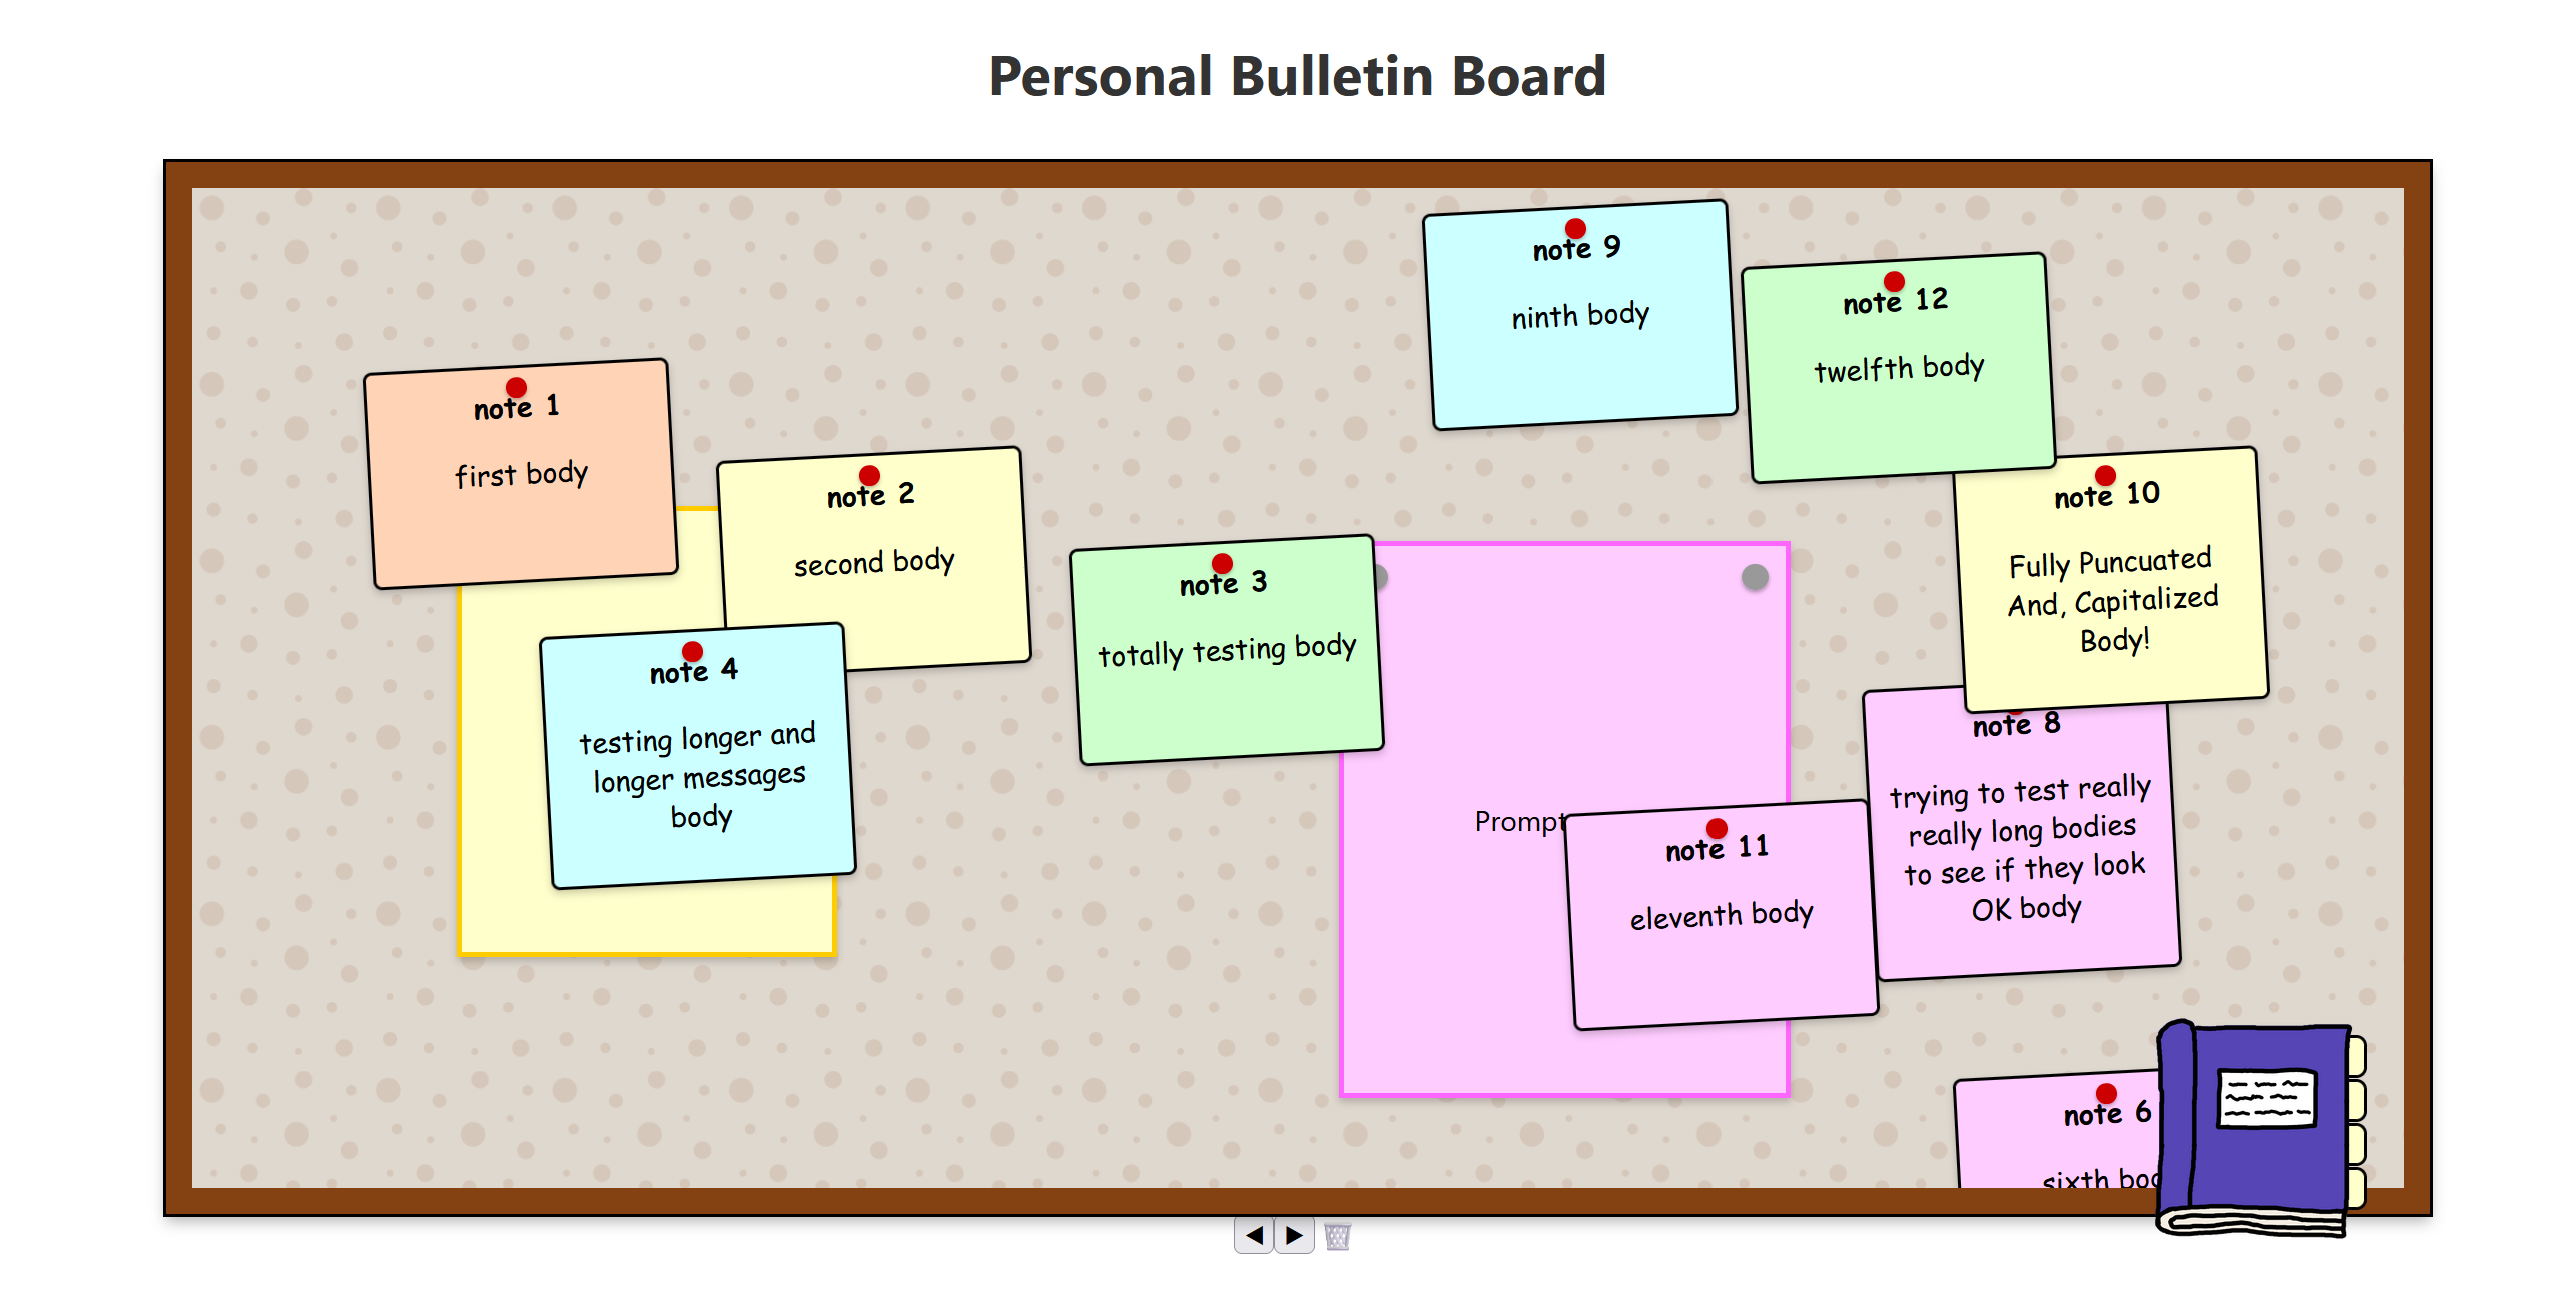 Personal Bulletin Board
note 9
ninth body
note 12
twelfth body
note 1
first body
note 2
second body
note 10
Fully Puncuated
And, Capitalized
Body!
note 3
totally testing body
note 4
testing longer and
longer messages
body
note 8
trying to test really
really long bodies
to see if they look
OK body
Prompt
note 11
eleventh body
note 6
sixth